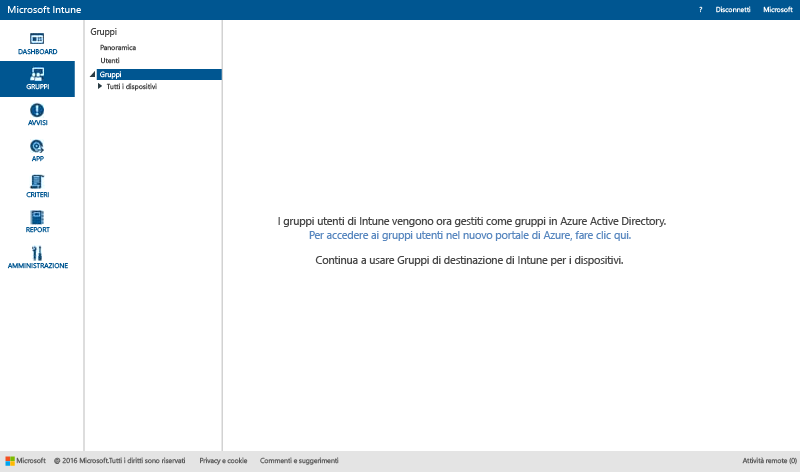 Microsoft Intune
? Disconnetti Microsoft
DASHBOARD
GRUPPI
AVVISI
APP
CRITERI
REPORT
AMMINISTRAZIONE
Gruppi
Panoramica
Utenti
Gruppi
Tutti i dispositivi
I gruppi utenti di Intune vengono ora gestiti come gruppi in Azure Active Directory.
Per accedere ai gruppi utenti nel nuovo portale di Azure, fare clic qui.
Continua a usare Gruppi di destinazione di Intune per i dispositivi.
Microsoft © 2016 Microsoft.Tutti i diritti sono riservati Privacy e cookie Commenti e suggerimenti Attività remote (0)